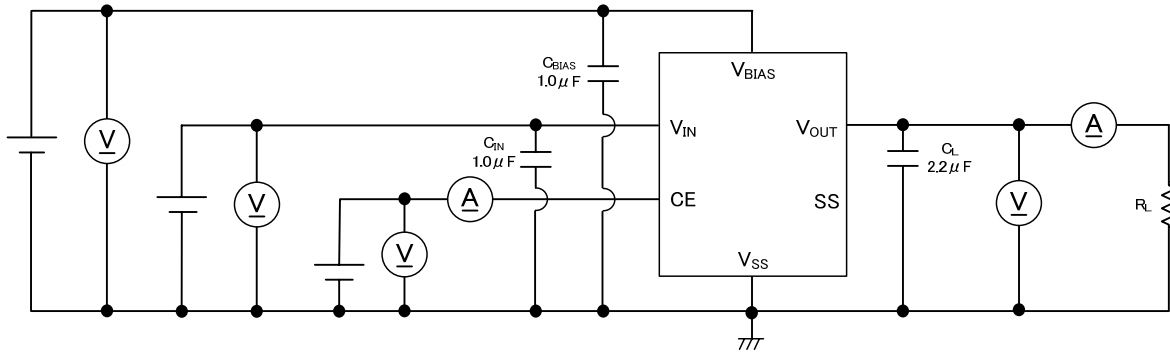 C_BIAS
1.0μF
V_BIAS
V
V_IN
V_OUT
A
C_IN
1.0μF
C_L
2.2μF
V
A
CE
SS
V
R_L
V
V_SS